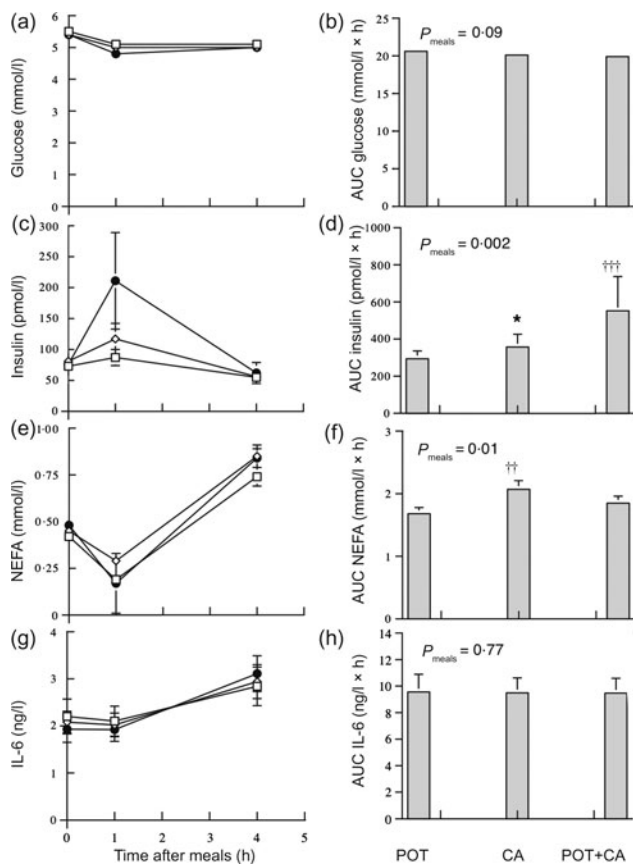 (a)
6
5
4
3
2
1
0
Glucose (mmol/l)
(b)
P meals = 0·09
25
20
15
10
5
0
AUC glucose (mmol/l × h)
(c)
300
250
200
150
100
50
0
Insulin (pmol/l)
(d)
P meals = 0·002
1000
800
600
400
200
0
AUC insulin (pmol/l × h)
*
†††
(e)
1·00
0·75
0·50
0·25
0
NEFA (mmol/l)
(f)
P meals = 0·01
3
2
1
0
AUC NEFA (mmol/l × h)
††
(g)
4
3
2
1
0
IL-6 (ng/l)
0 1 2 3 4 5
Time after meals (h)
(h)
P meals = 0·77
16
14
12
10
8
6
4
2
0
AUC IL-6 (ng/l × h)
POT CA POT+CA